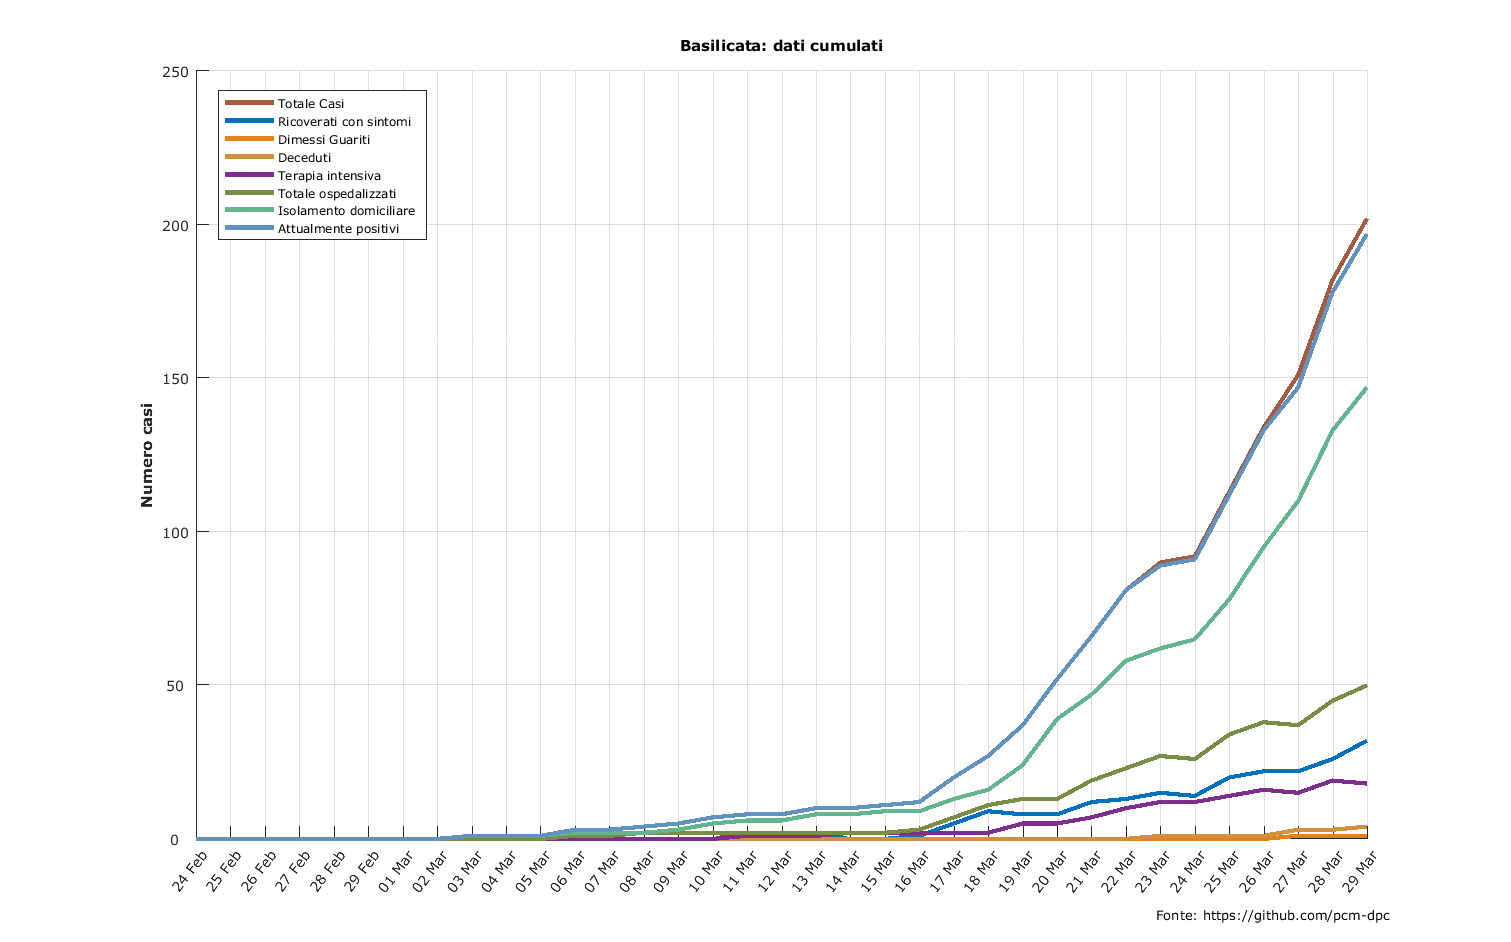 Basilicata: dati cumulati
250
200
150
100
50
0
Numero casi
Totale Casi
Ricoverati con sintomi
Dimessi Guariti
Deceduti
Terapia intensiva
Totale ospedalizzati
Isolamento domiciliare
Attualmente positivi
24 Feb
25 Feb
26 Feb
27 Feb
28 Feb
29 Feb
01 Mar
02 Mar
03 Mar
04 Mar
05 Mar
06 Mar
07 Mar
08 Mar
09 Mar
10 Mar
11 Mar
12 Mar
13 Mar
14 Mar
15 Mar
16 Mar
17 Mar
18 Mar
19 Mar
20 Mar
21 Mar
22 Mar
23 Mar
24 Mar
25 Mar
26 Mar
27 Mar
28 Mar
29 Mar
Fonte: https://github.com/pcm-dpc